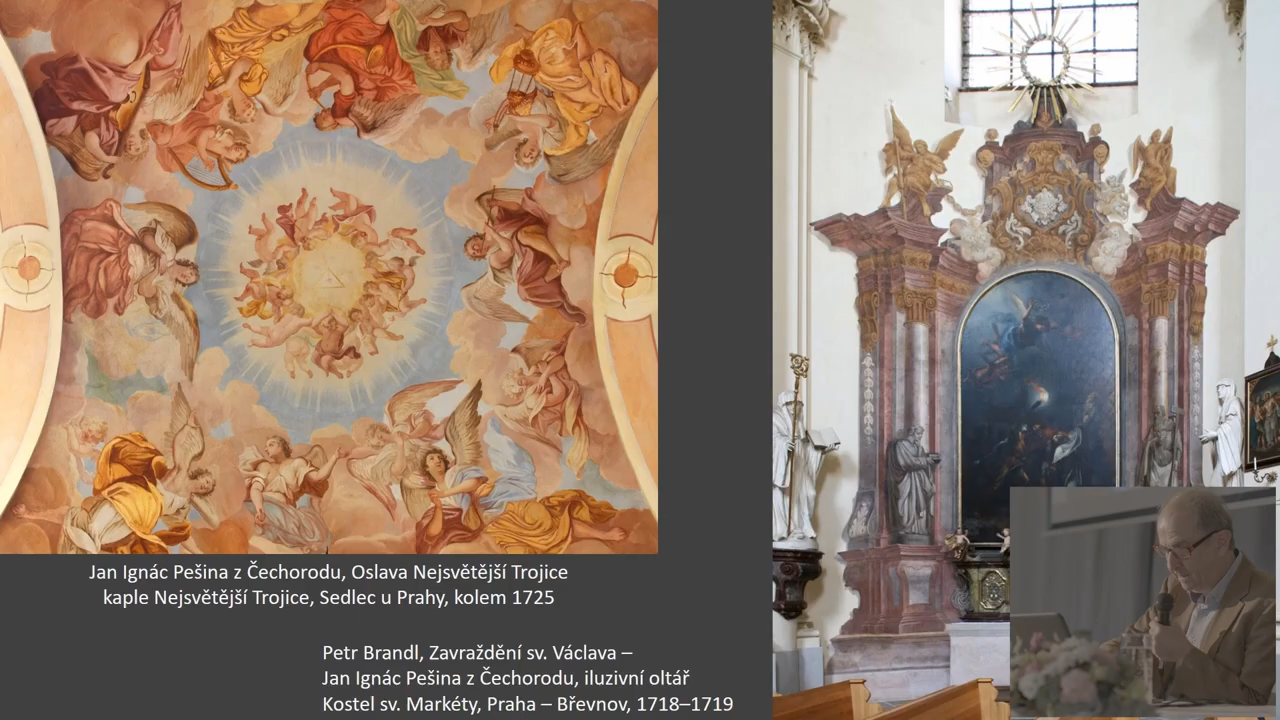 Jan Ignác Pešina z Čechorodu, Oslava Nejsvětější Trojice
kaple Nejsvětější Trojice, Sedlec u Prahy, kolem 1725
Petr Brandl, Zavraždění sv. Václava –
Jan Ignác Pešina z Čechorodu, iluzivní oltář
Kostel sv. Markéty, Praha – Břevnov, 1718–1719